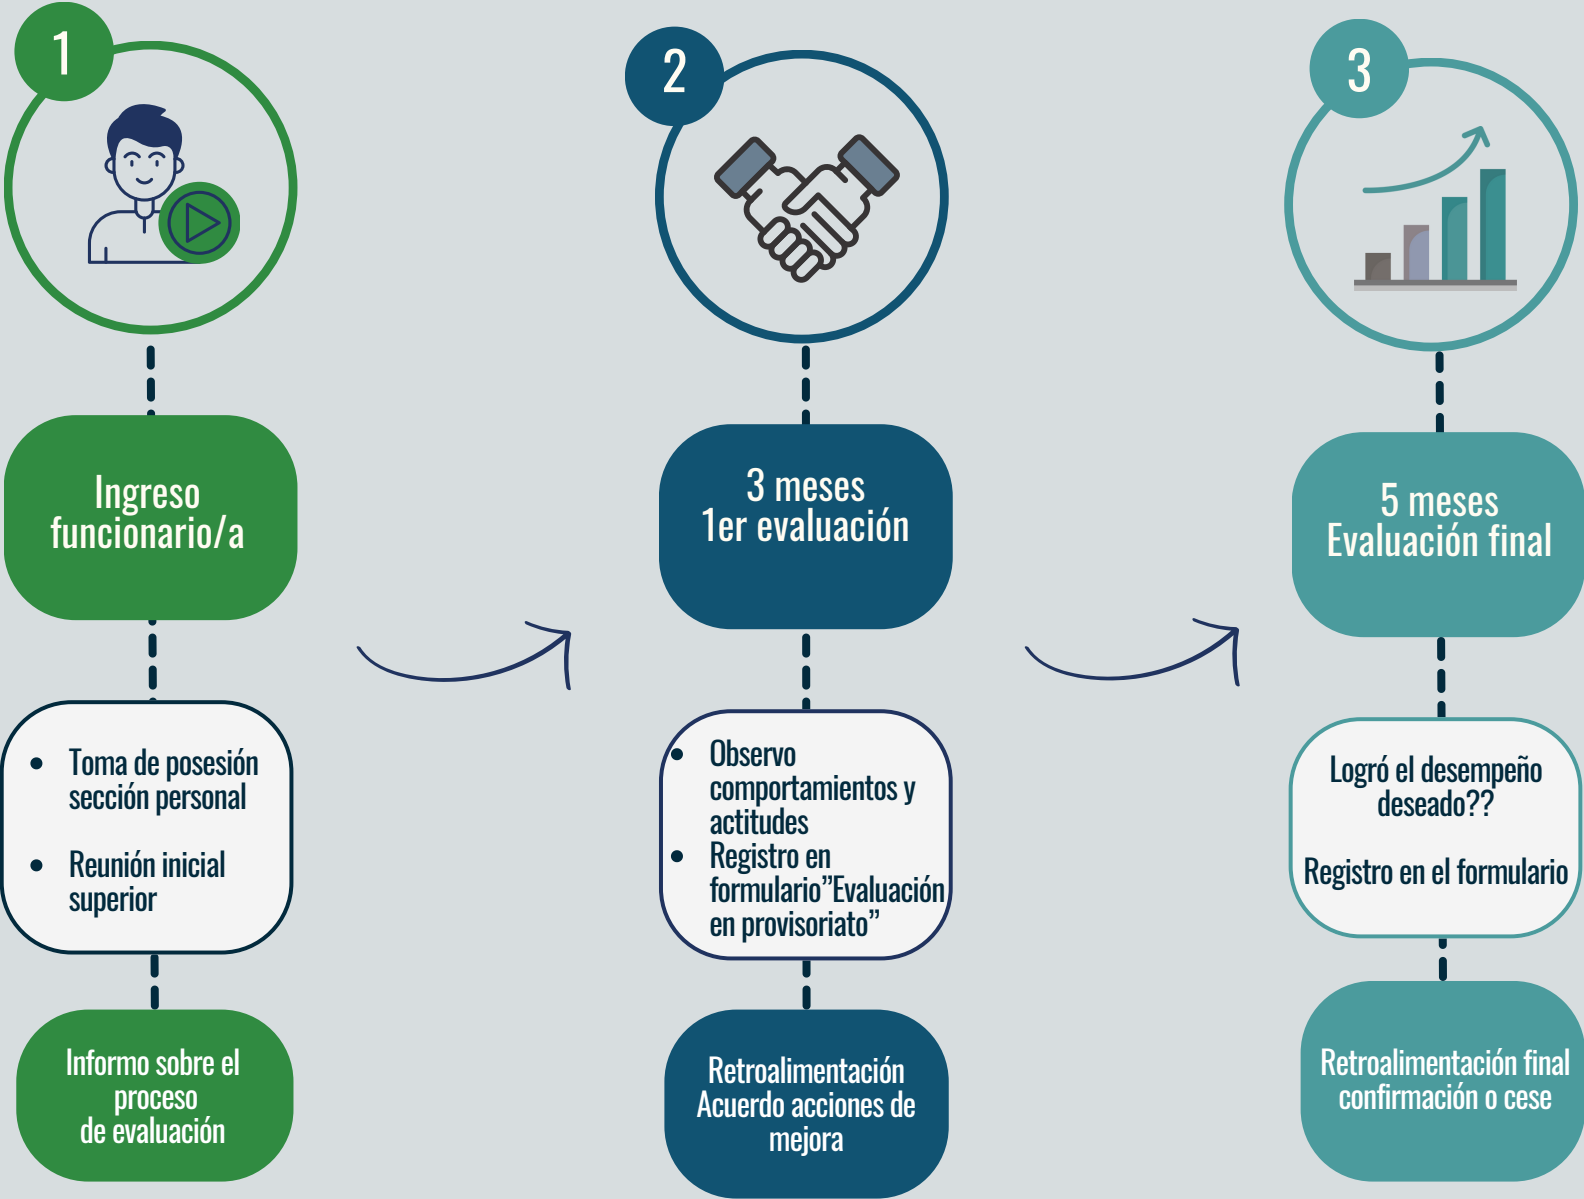 1
Ingreso
funcionario/a
• Toma de posesión
sección personal
• Reunión inicial
superior
Informo sobre el
proceso
de evaluación
2
3 meses
1er evaluación
• Observo
comportamientos y
actitudes
• Registro en
formulario”Evaluación
en provisoriato”
Retroalimentación
Acuerdo acciones de
mejora
3
5 meses
Evaluación final
Logró el desempeño
deseado??
Registro en el formulario
Retroalimentación final
confirmación o cese